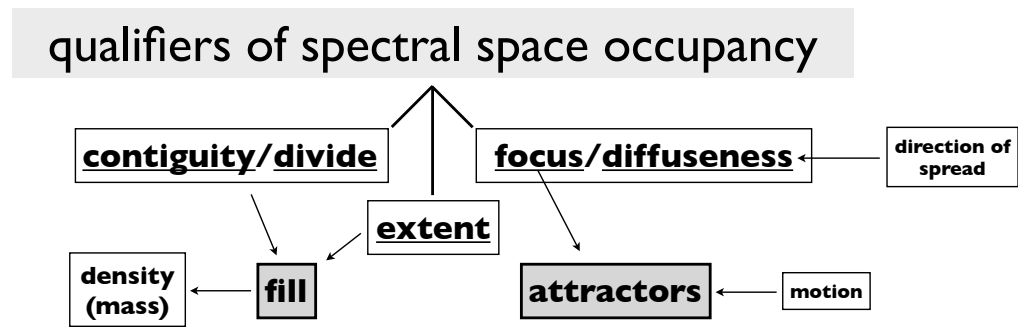 qualifiers of spectral space occupancy
contiguity/divide
focus/diffuseness
direction of
spread
extent
density
(mass)
fill
attractors
motion